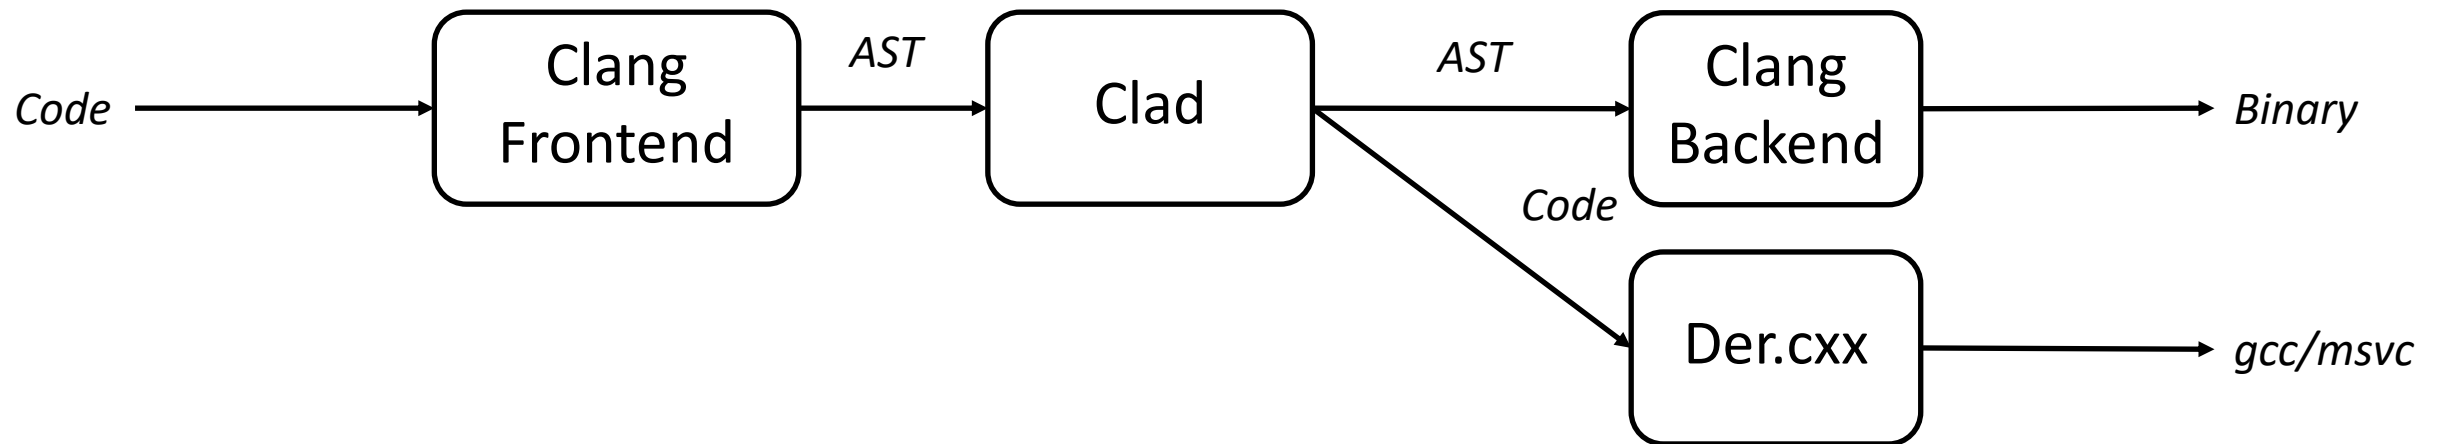 Code
Clang
Frontend
AST
Clad
AST
Clang
Backend
Binary
Code
Der.cxx
gcc/msvc